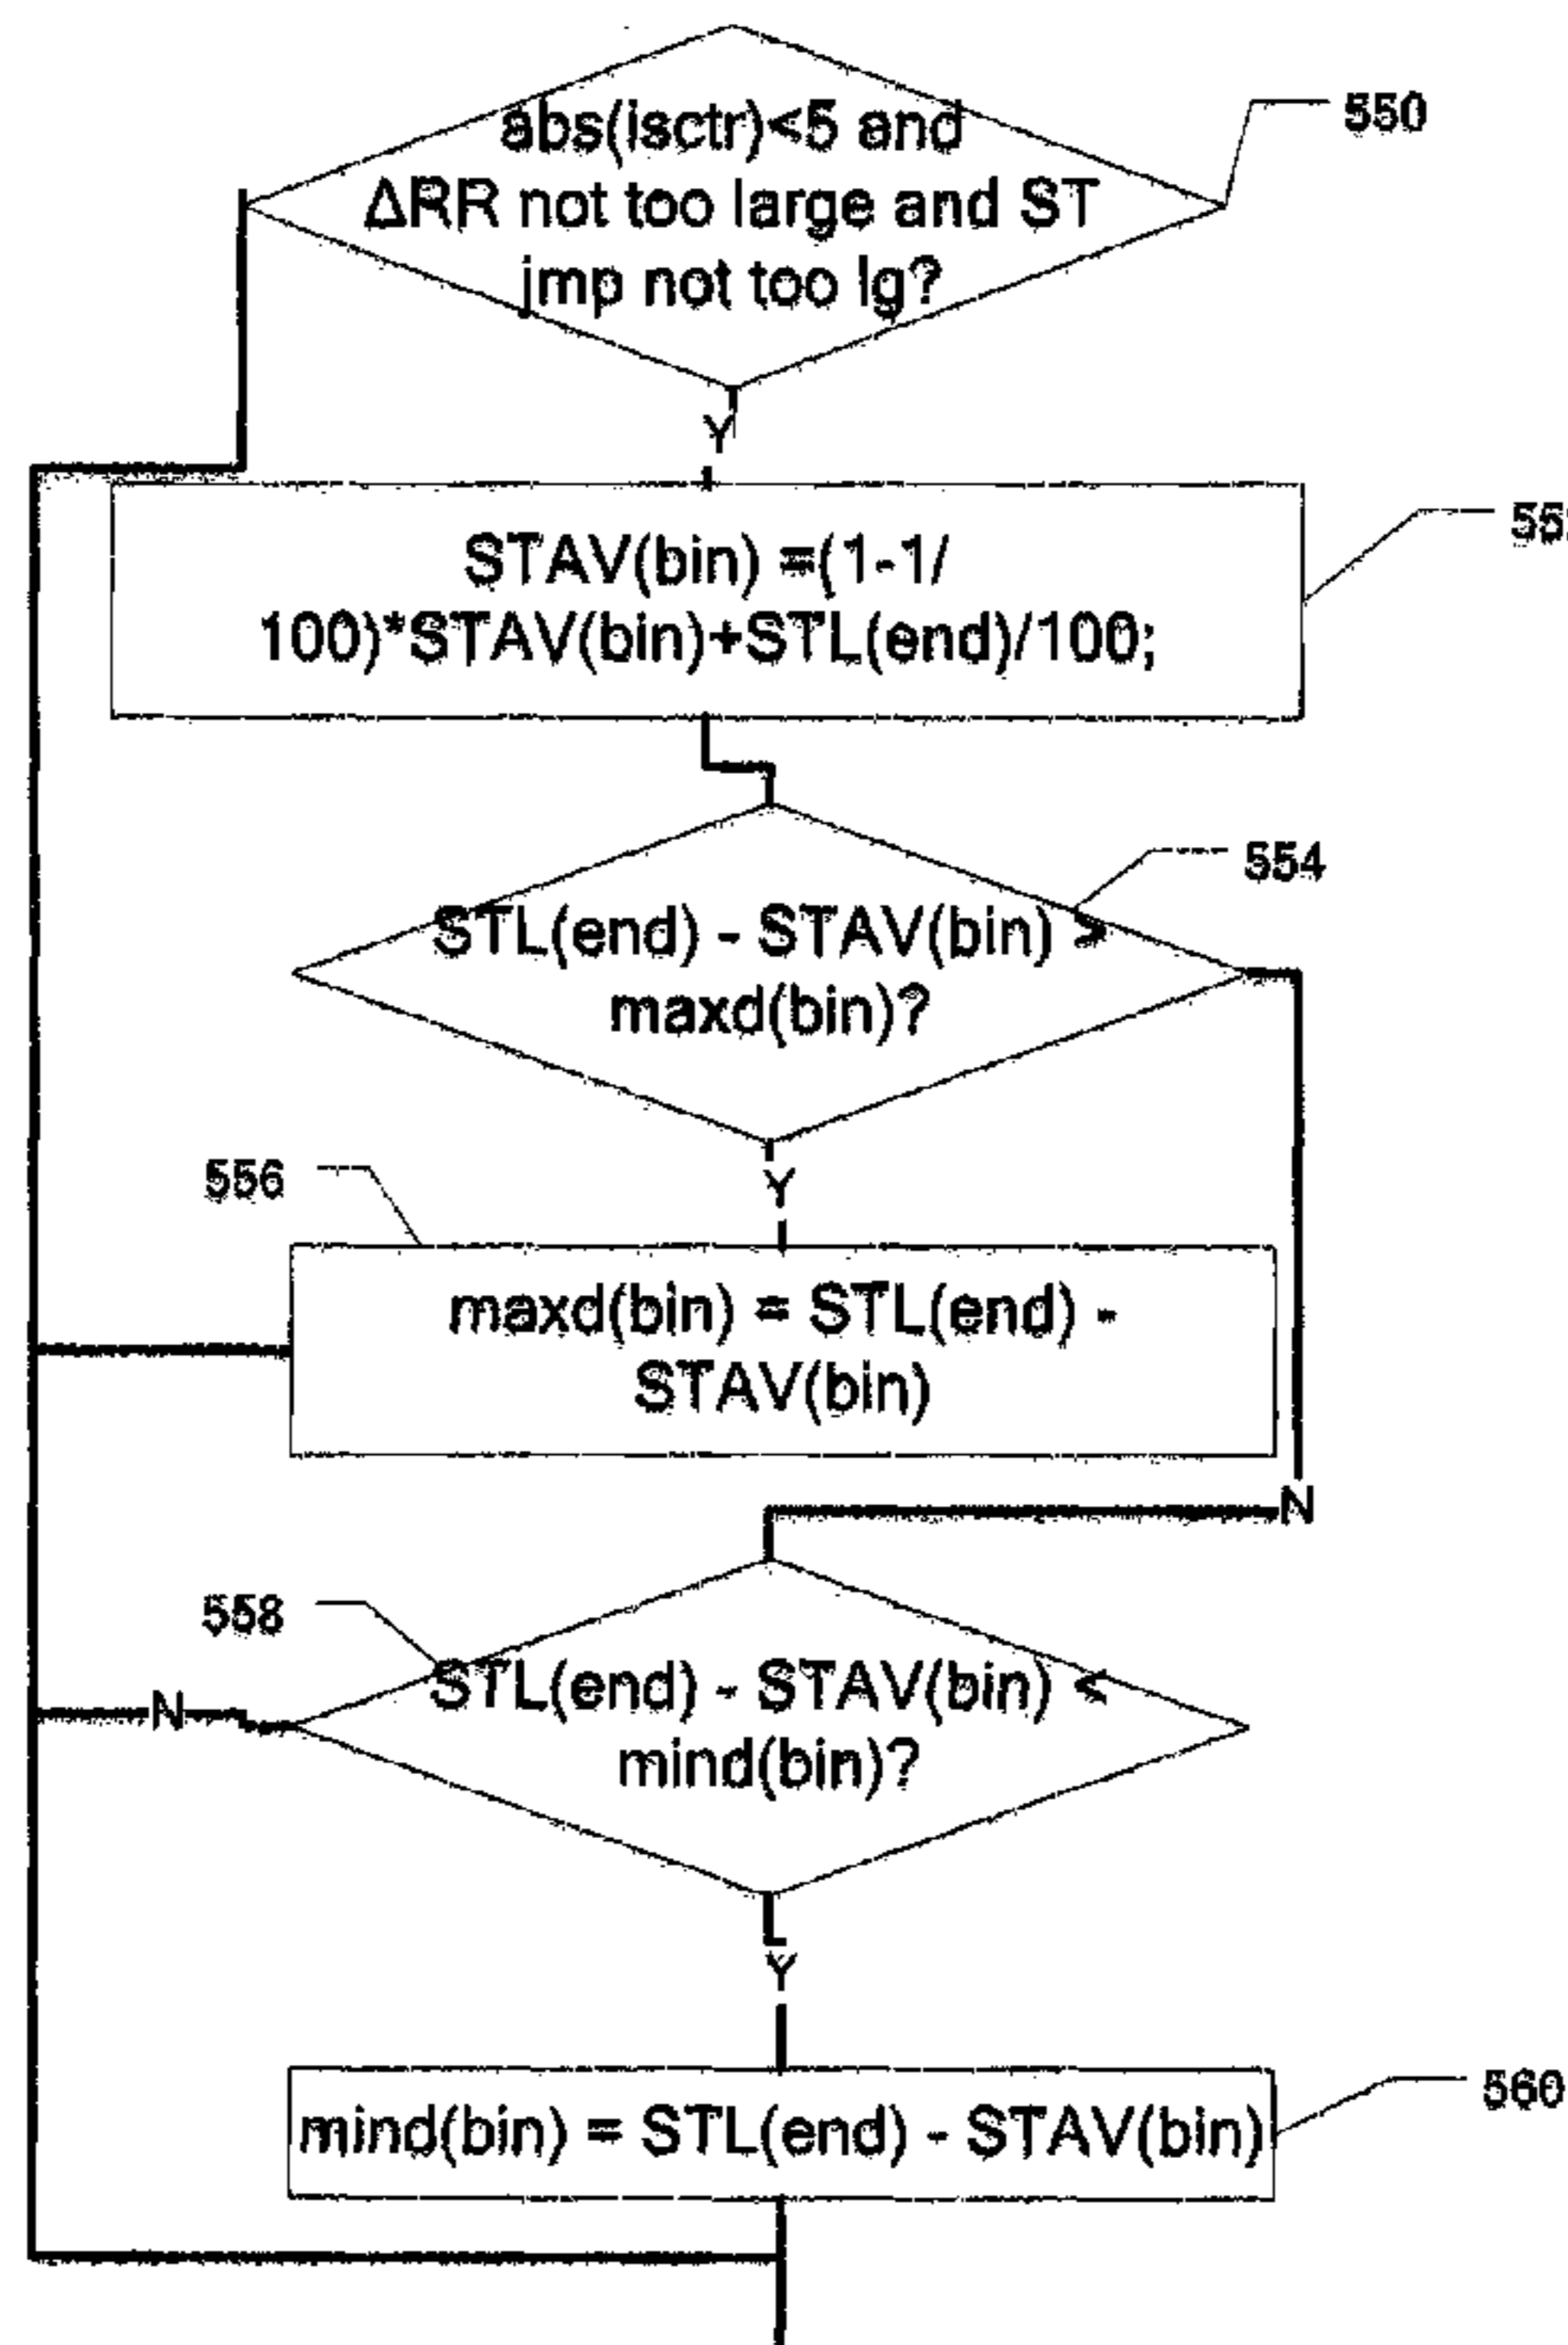 abs(isctr)<5 and
ΔRR not too large and ST
jmp not too lg?
550
Y
STAV(bin) =(1-1/
100)*STAV(bin)+STL(end)/100;
STL(end) - STAV(bin) >
maxd(bin)?
554
Y
556
maxd(bin) = STL(end) -
STAV(bin)
N
558
STL(end) - STAV(bin) <
mind(bin)?
N
Y
mind(bin) = STL(end) - STAV(bin)
560